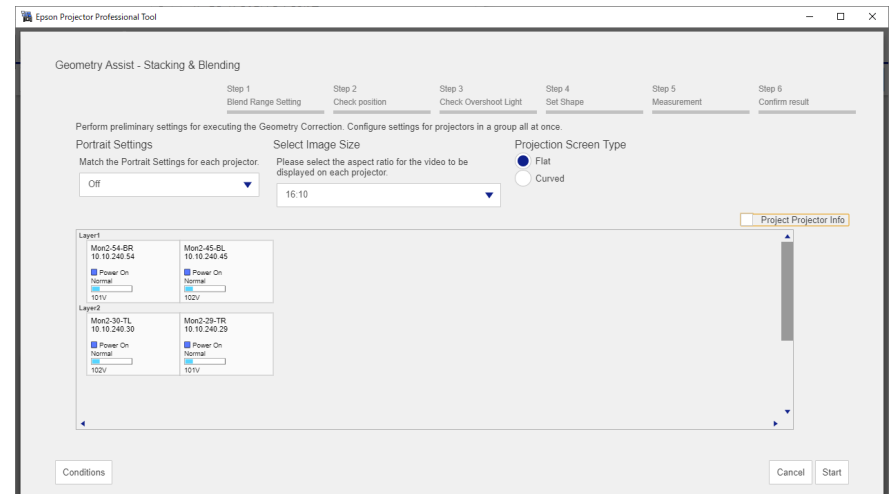 Epson Projector Professional Tool
Geometry Assist - Stacking & Blending
Step 1 Step 2 Step 3 Step 4 Step 5 Step 6
Blend Range Setting Check position Check Overshoot Light Set Shape Measurement Confirm result
Perform preliminary settings for executing the Geometry Correction. Configure settings for projectors in a group all at once.
Portrait Settings Select Image Size Projection Screen Type
Match the Portrait Settings for each projector. Please select the aspect ratio for the video to be Flat
displayed on each projector.
Off Curved
16:10
Project Projector Info
Layer1
Mon2-54-BR Mon2-45-BL
10.10.240.54 10.10.240.45
Power On Power On
Normal Normal
101V 102V
Layer2
Mon2-30-TL Mon2-29-TR
10.10.240.30 10.10.240.29
Power On Power On
Normal Normal
102V 101V
Conditions Cancel Start